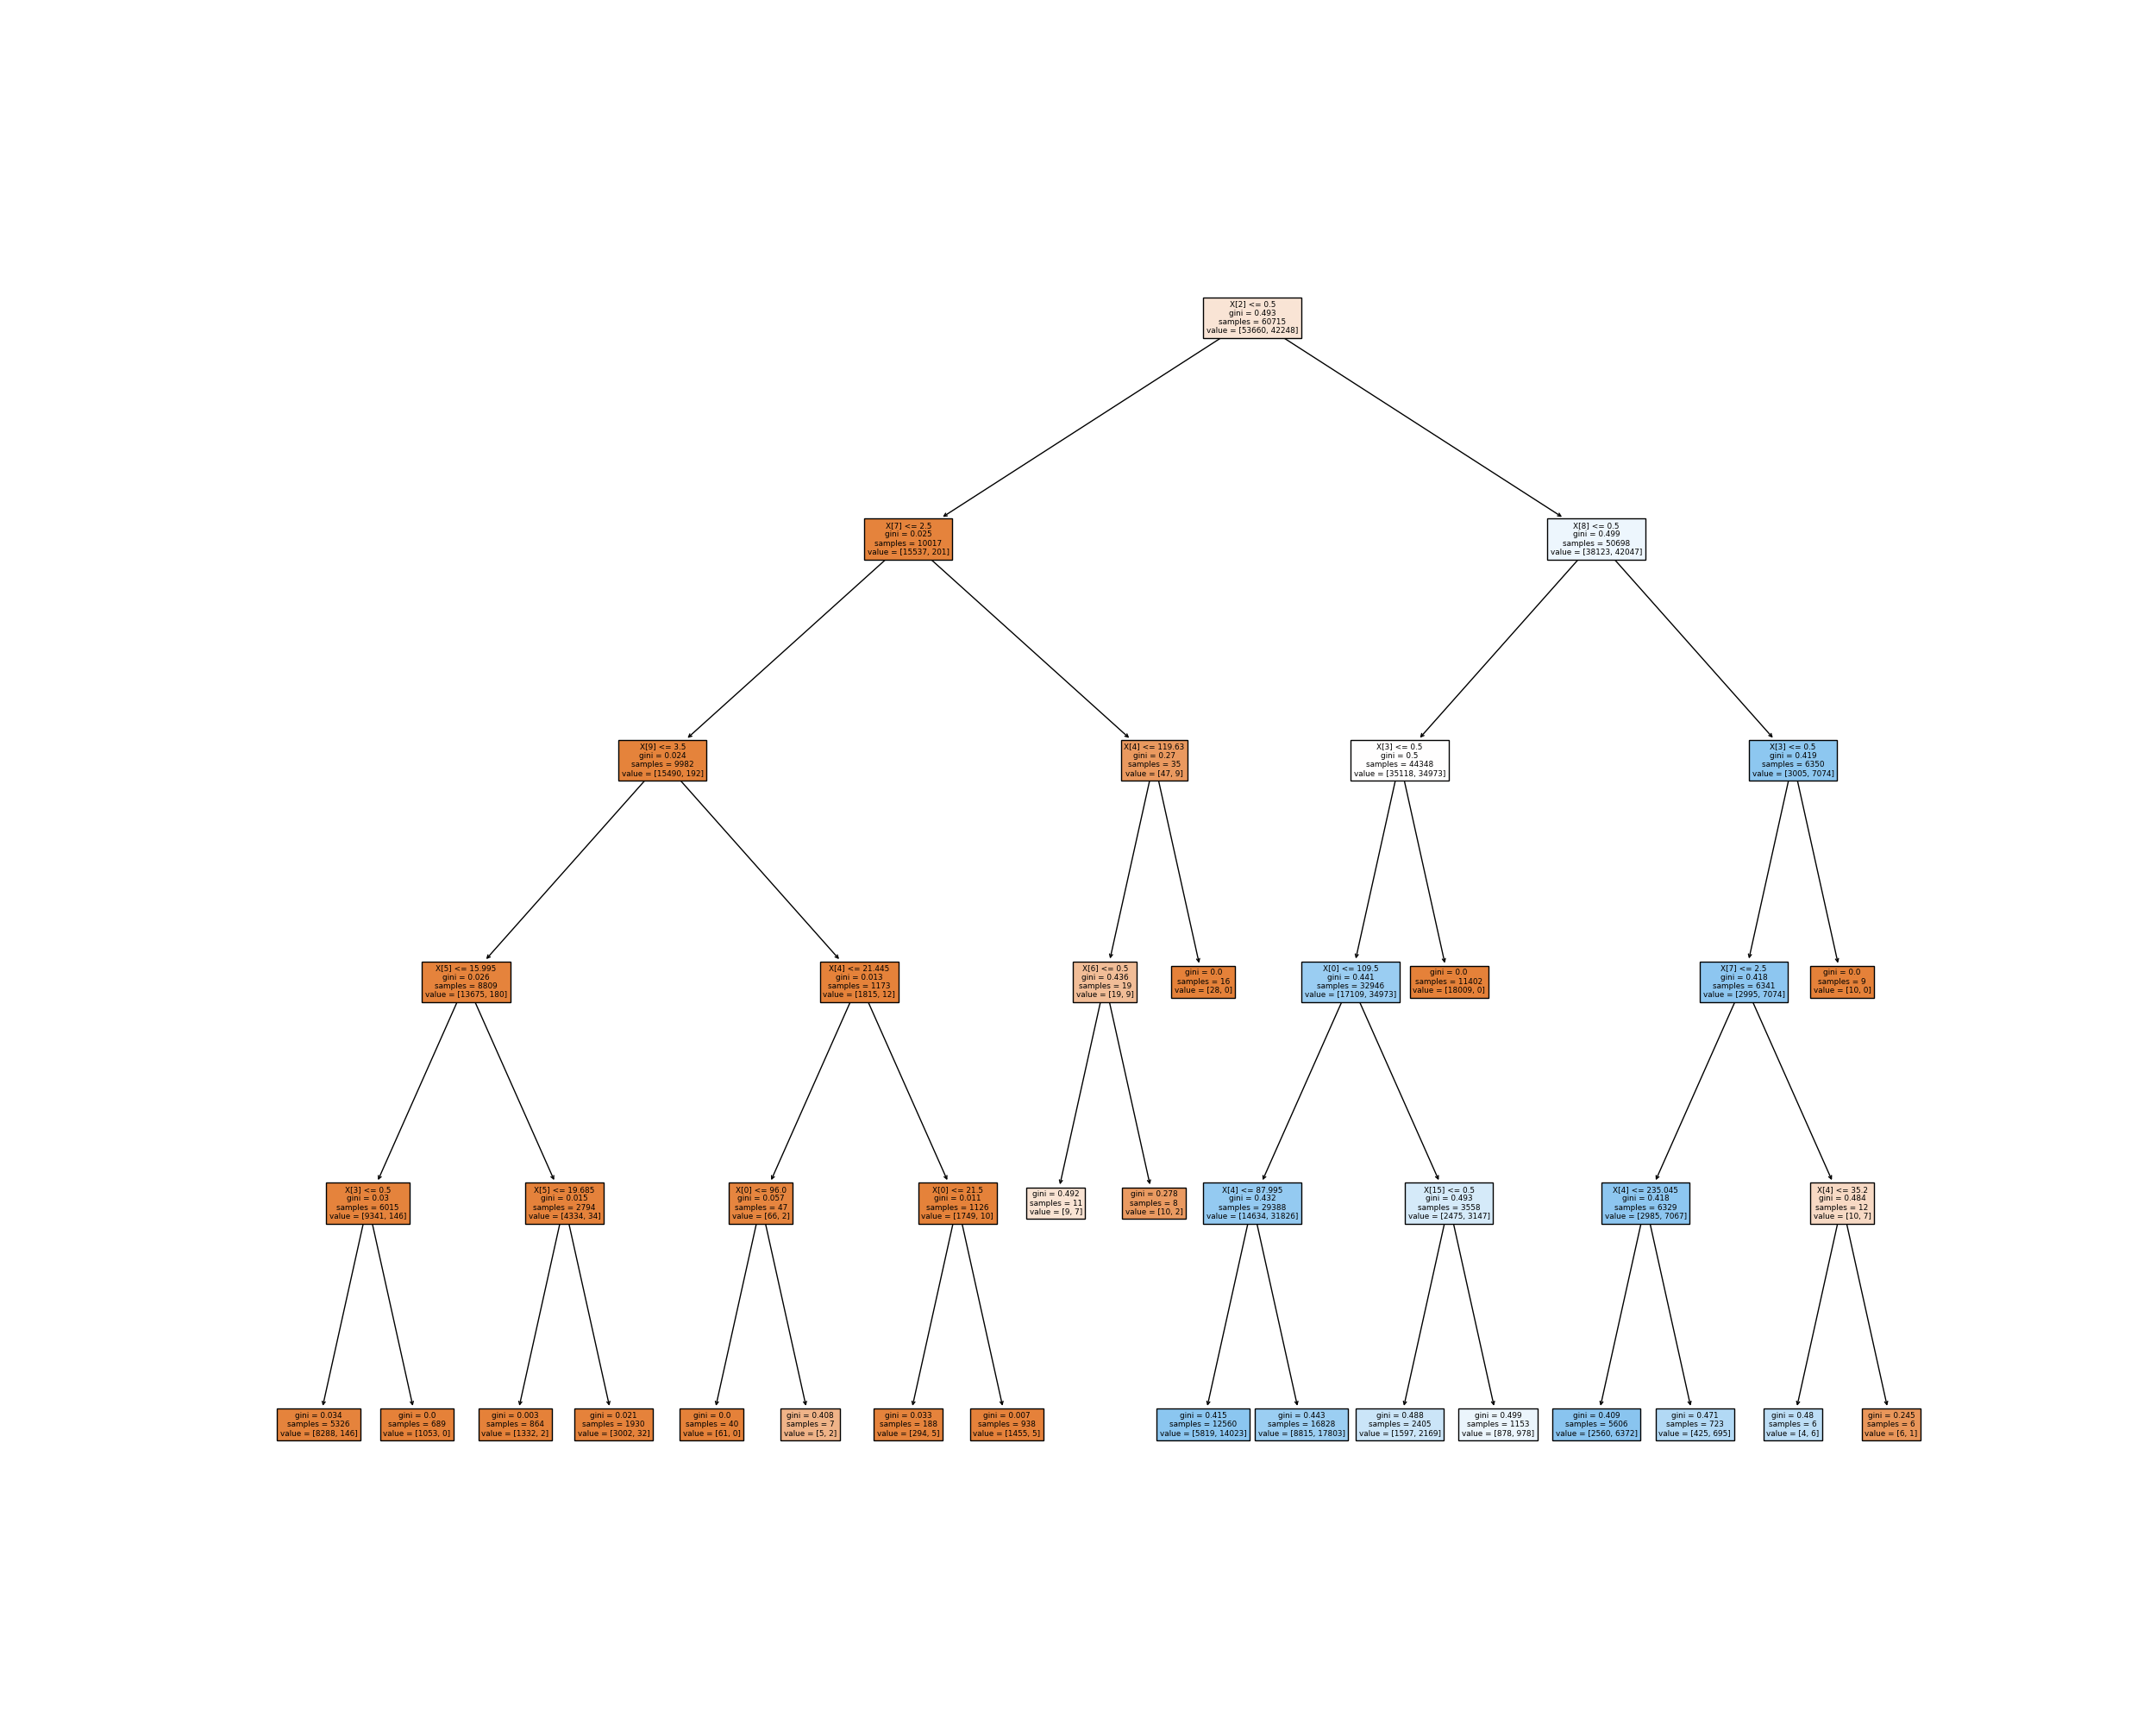 X[2] <= 0.5
gini = 0.493
samples = 60715
value = [53660, 42248]
X[7] <= 2.5
gini = 0.025
samples = 10017
value = [15537, 201]
X[8] <= 0.5
gini = 0.499
samples = 50698
value = [38123, 42047]
X[9] <= 3.5
gini = 0.024
samples = 9982
value = [15490, 192]
X[4] <= 119.63
gini = 0.27
samples = 35
value = [47, 9]
X[3] <= 0.5
gini = 0.5
samples = 44348
value = [35118, 34973]
X[3] <= 0.5
gini = 0.419
samples = 6350
value = [3005, 7074]
X[5] <= 15.995
gini = 0.026
samples = 8809
value = [13675, 180]
X[4] <= 21.445
gini = 0.013
samples = 1173
value = [1815, 12]
X[6] <= 0.5
gini = 0.436
samples = 19
value = [19, 9]
gini = 0.0
samples = 16
value = [28, 0]
X[0] <= 109.5
gini = 0.441
samples = 32946
value = [17109, 34973]
gini = 0.0
samples = 11402
value = [18009, 0]
X[7] <= 2.5
gini = 0.418
samples = 6341
value = [2995, 7074]
gini = 0.0
samples = 9
value = [10, 0]
X[3] <= 0.5
gini = 0.03
samples = 6015
value = [9341, 146]
X[5] <= 19.685
gini = 0.015
samples = 2794
value = [4334, 34]
X[0] <= 96.0
gini = 0.057
samples = 47
value = [66, 2]
X[0] <= 21.5
gini = 0.011
samples = 1126
value = [1749, 10]
gini = 0.492
samples = 11
value = [9, 7]
gini = 0.278
samples = 8
value = [10, 2]
X[4] <= 87.995
gini = 0.432
samples = 29388
value = [14634, 31826]
X[15] <= 0.5
gini = 0.493
samples = 3558
value = [2475, 3147]
X[4] <= 235.045
gini = 0.418
samples = 6329
value = [2985, 7067]
X[4] <= 35.2
gini = 0.484
samples = 12
value = [10, 7]
gini = 0.034
samples = 5326
value = [8288, 146]
gini = 0.0
samples = 689
value = [1053, 0]
gini = 0.003
samples = 864
value = [1332, 2]
gini = 0.021
samples = 1930
value = [3002, 32]
gini = 0.0
samples = 40
value = [61, 0]
gini = 0.408
samples = 7
value = [5, 2]
gini = 0.033
samples = 188
value = [294, 5]
gini = 0.007
samples = 938
value = [1455, 5]
gini = 0.415
samples = 12560
value = [5819, 14023]
gini = 0.443
samples = 16828
value = [8815, 17803]
gini = 0.488
samples = 2405
value = [1597, 2169]
gini = 0.499
samples = 1153
value = [878, 978]
gini = 0.409
samples = 5606
value = [2560, 6372]
gini = 0.471
samples = 723
value = [425, 695]
gini = 0.48
samples = 6
value = [4, 6]
gini = 0.245
samples = 6
value = [6, 1]